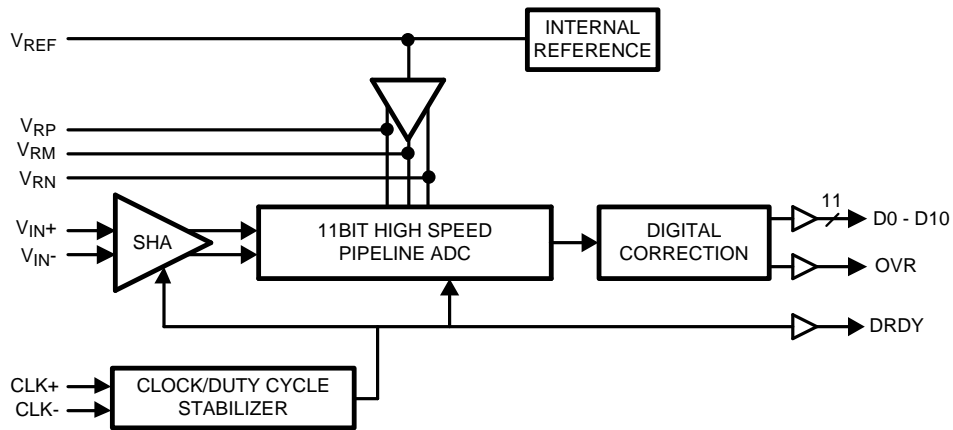 INTERNAL
REFERENCE
VREF
VRP
VRM
VRN
VIN+
VIN-
SHA
11BIT HIGH SPEED
PIPELINE ADC
DIGITAL
CORRECTION
11
D0 - D10
OVR
DRDY
CLK+
CLK-
CLOCK/DUTY CYCLE
STABILIZER